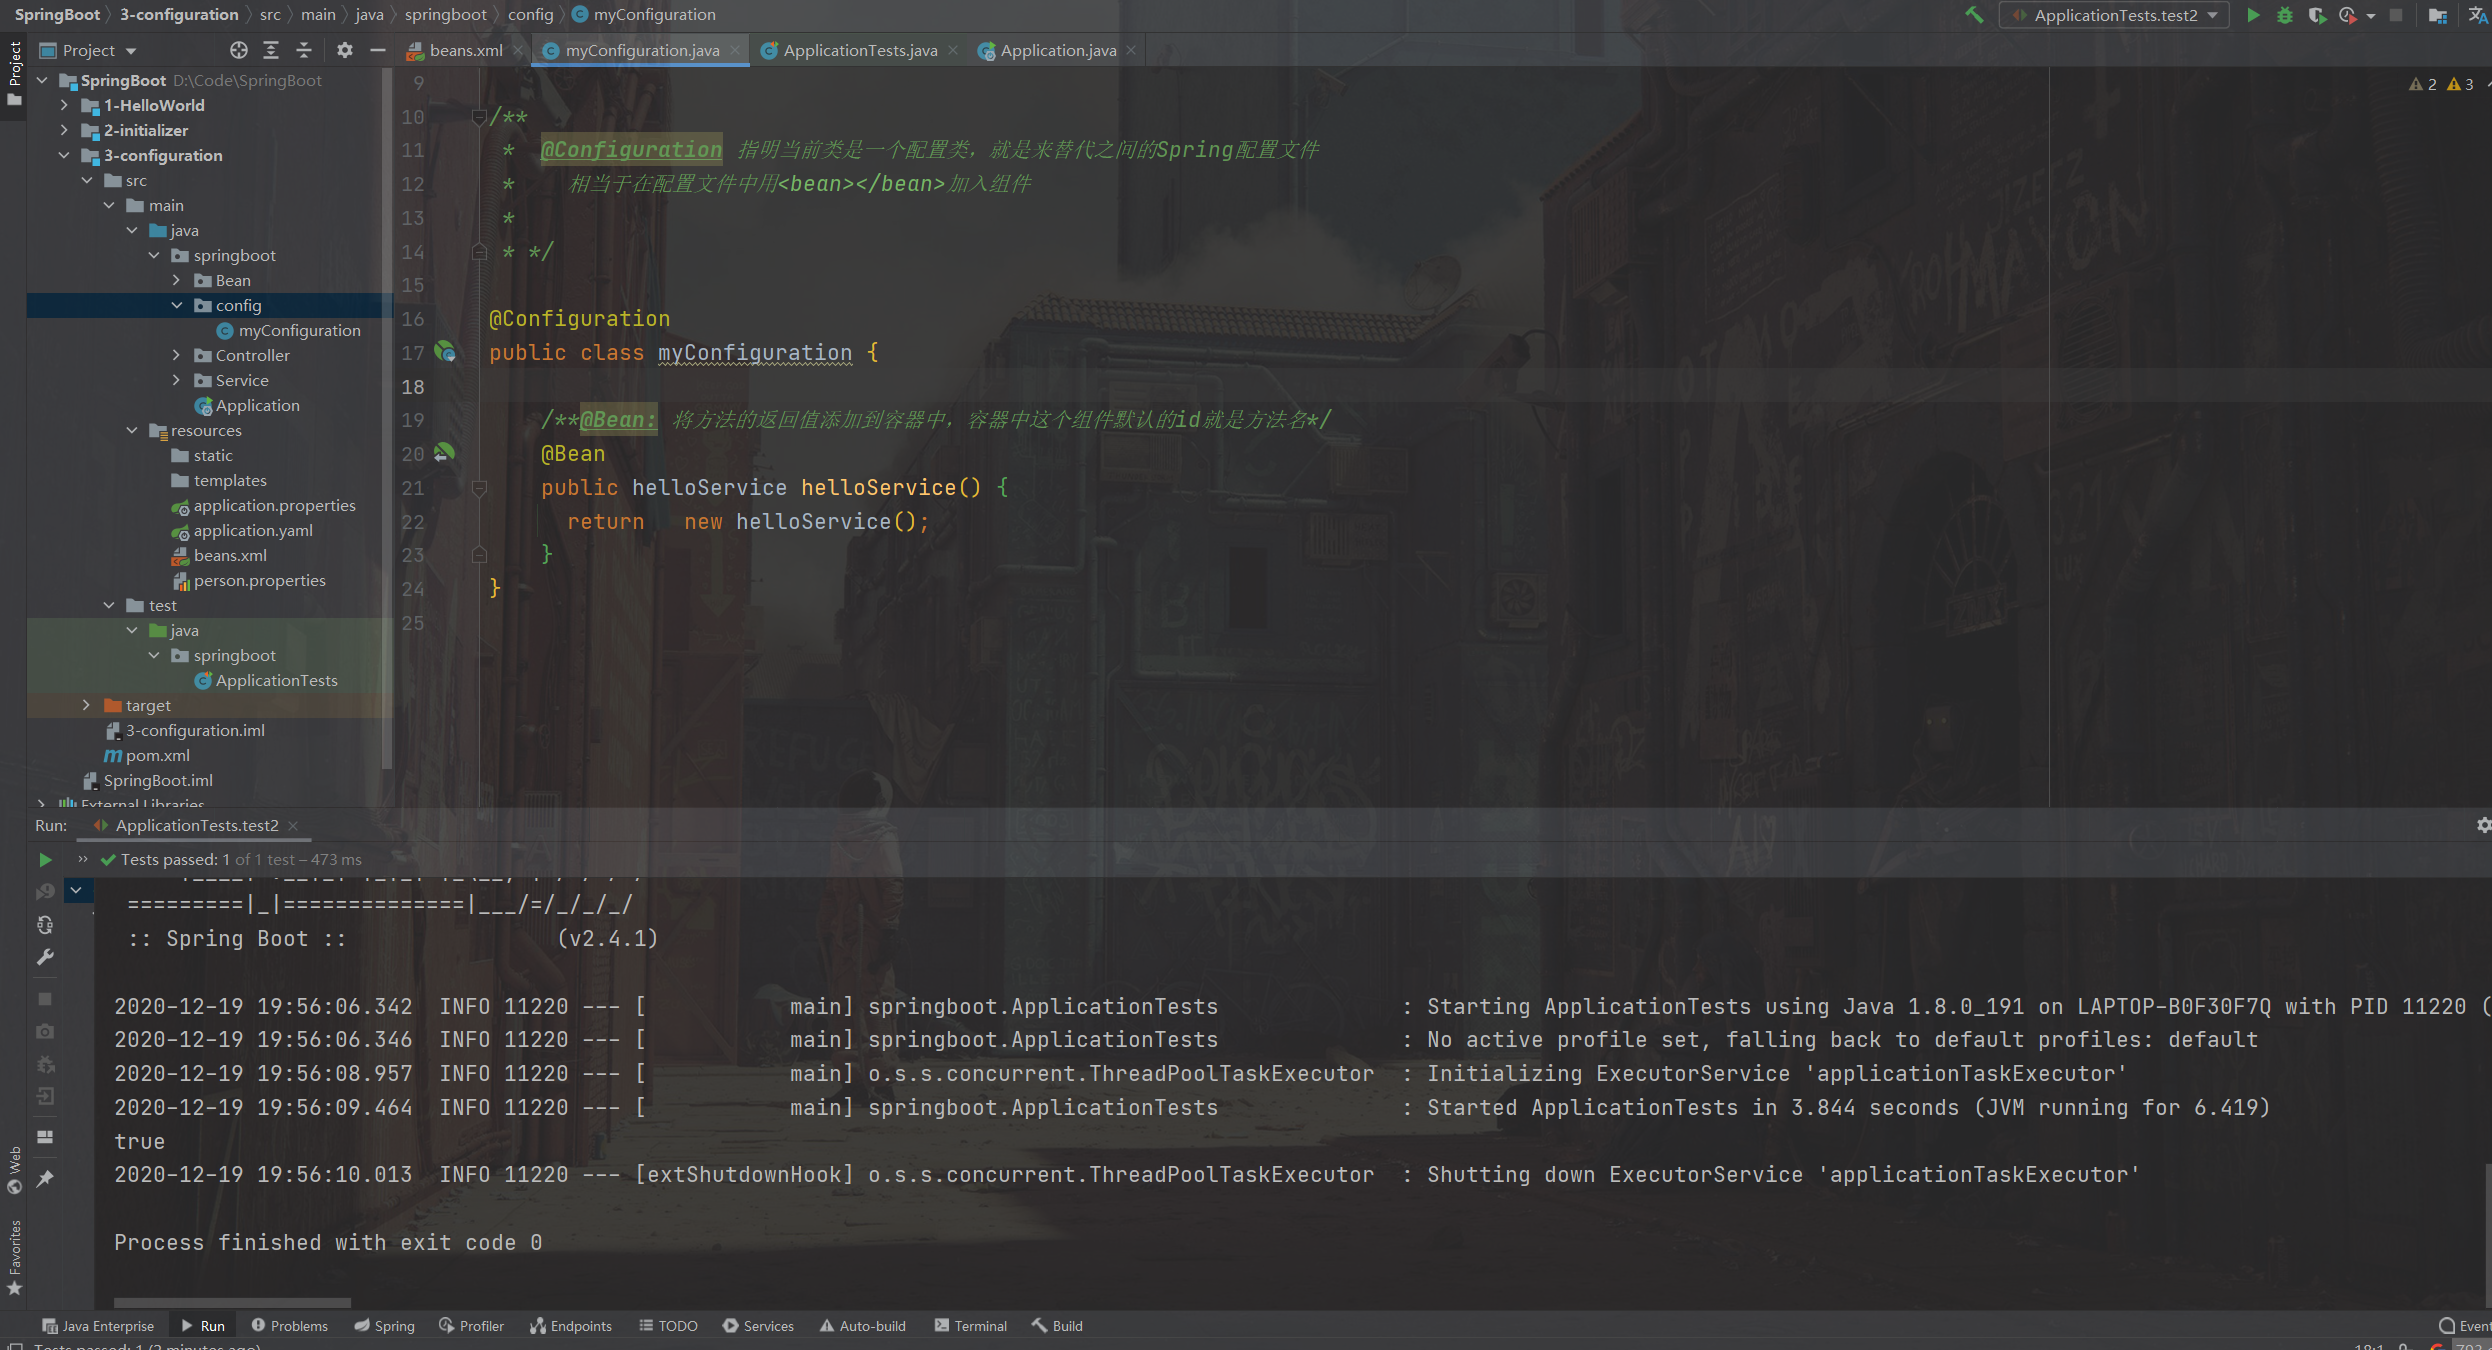 SpringBoot 3-configuration src main java springboot config myConfiguration
ApplicationTests.test2
Project
beans.xml myConfiguration.java ApplicationTests.java Application.java
Project
SpringBoot D:\Code\SpringBoot
1-HelloWorld
2-initializer
3-configuration
src
main
java
springboot
Bean
config
myConfiguration
Controller
Service
Application
resources
static
templates
application.properties
application.yaml
beans.xml
person.properties
test
java
springboot
ApplicationTests
target
3-configuration.iml
pom.xml
SpringBoot.iml
External Libraries
2 3
9
10 /**
11 * @Configuration 指明当前类是一个配置类，就是来替代之间的Spring配置文件
12 * 相当于在配置文件中用<bean></bean>加入组件
13 *
14 * */
15
16 @Configuration
17 public class myConfiguration {
18
19 /**@Bean: 将方法的返回值添加到容器中，容器中这个组件默认的id就是方法名*/
20 @Bean
21 public helloService helloService() {
22 return new helloService();
23 }
24 }
25
Run: ApplicationTests.test2
Tests passed: 1 of 1 test – 473 ms
=========|_|==============|___/=/_/_/_/
:: Spring Boot :: (v2.4.1)
2020-12-19 19:56:06.342 INFO 11220 --- [ main] springboot.ApplicationTests : Starting ApplicationTests using Java 1.8.0_191 on LAPTOP-B0F30F7Q with PID 11220 (
2020-12-19 19:56:06.346 INFO 11220 --- [ main] springboot.ApplicationTests : No active profile set, falling back to default profiles: default
2020-12-19 19:56:08.957 INFO 11220 --- [ main] o.s.s.concurrent.ThreadPoolTaskExecutor : Initializing ExecutorService 'applicationTaskExecutor'
2020-12-19 19:56:09.464 INFO 11220 --- [ main] springboot.ApplicationTests : Started ApplicationTests in 3.844 seconds (JVM running for 6.419)
true
2020-12-19 19:56:10.013 INFO 11220 --- [extShutdownHook] o.s.s.concurrent.ThreadPoolTaskExecutor : Shutting down ExecutorService 'applicationTaskExecutor'
Process finished with exit code 0
Web
Favorites
Java Enterprise Run Problems Spring Profiler Endpoints TODO Services Auto-build Terminal Build Event
Tests passed: 1 (2 minutes ago)
18:1